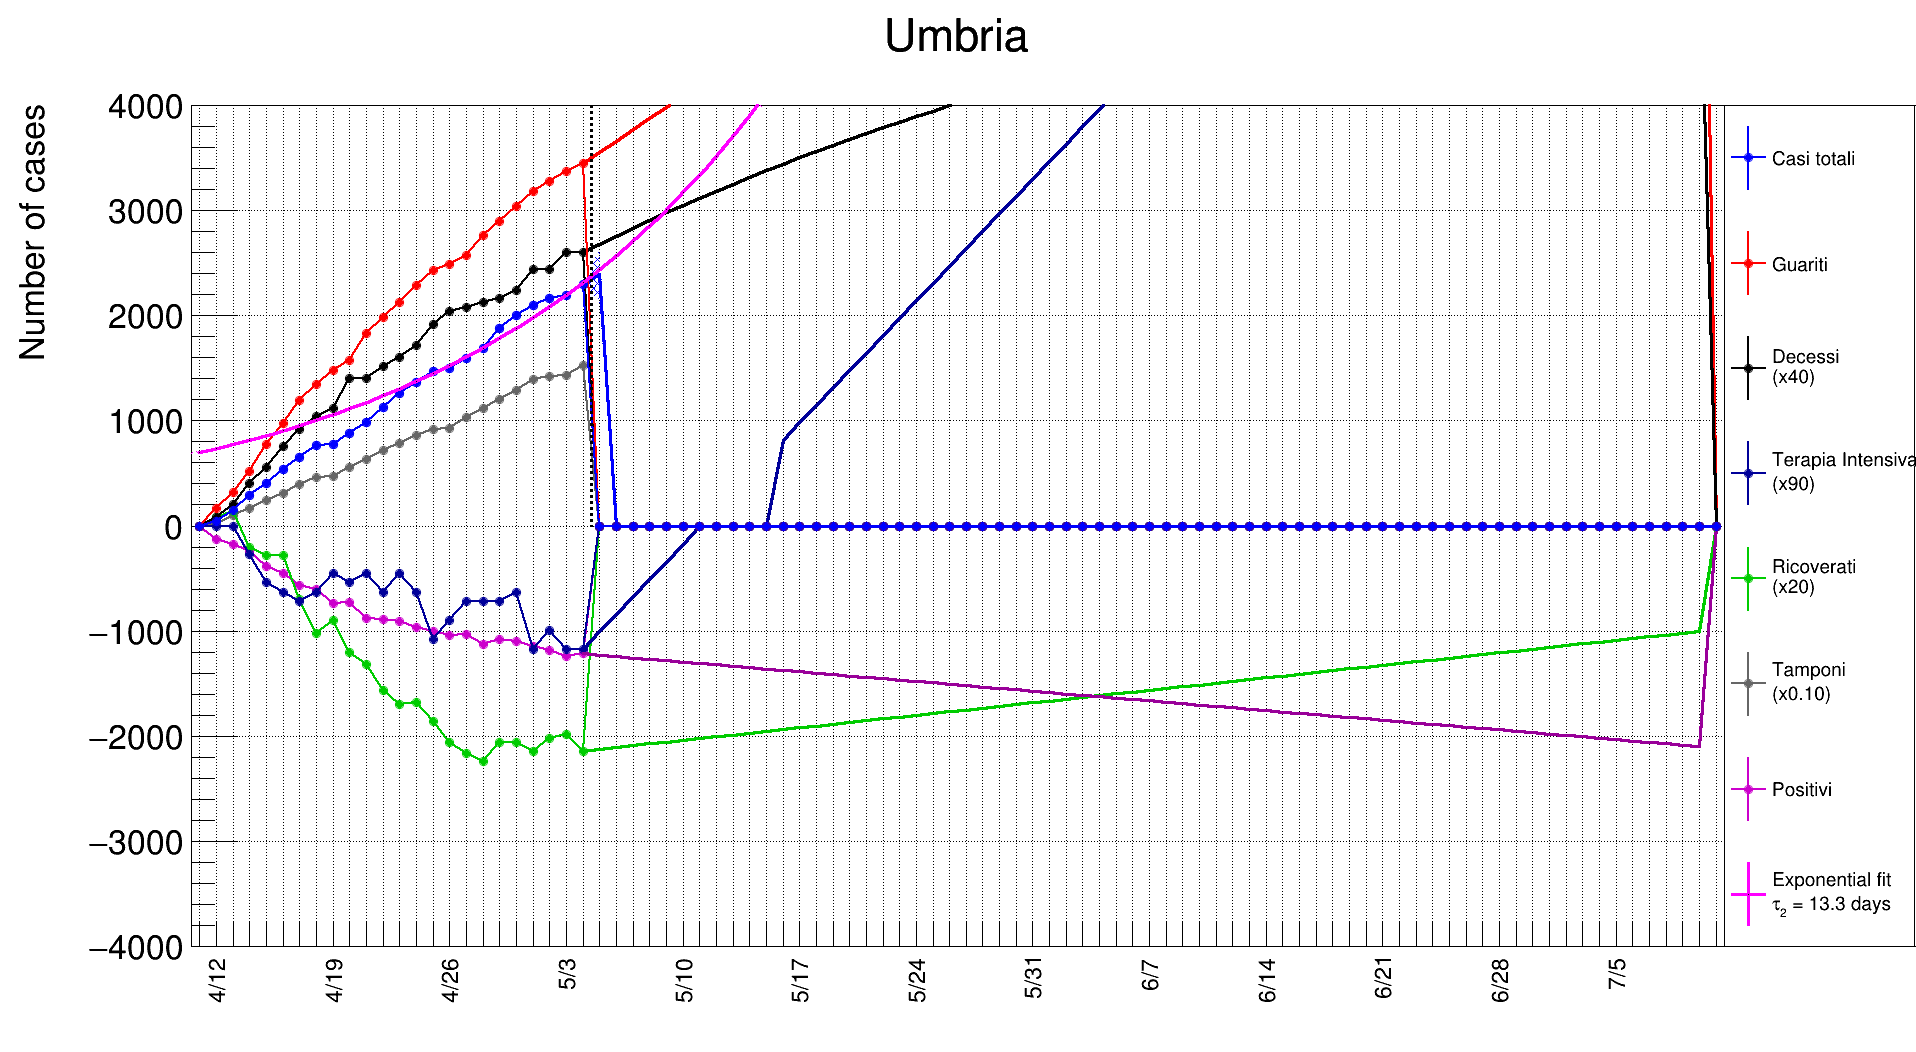 Umbria
Number of cases
4000
3000
2000
1000
0
−1000
−2000
−3000
−4000
4/12
4/19
4/26
5/3
5/10
5/17
5/24
5/31
6/7
6/14
6/21
6/28
7/5
Casi totali
Guariti
Decessi
(x40)
Terapia Intensiva
(x90)
Ricoverati
(x20)
Tamponi
(x0.10)
Positivi
Exponential fit
τ₂ = 13.3 days